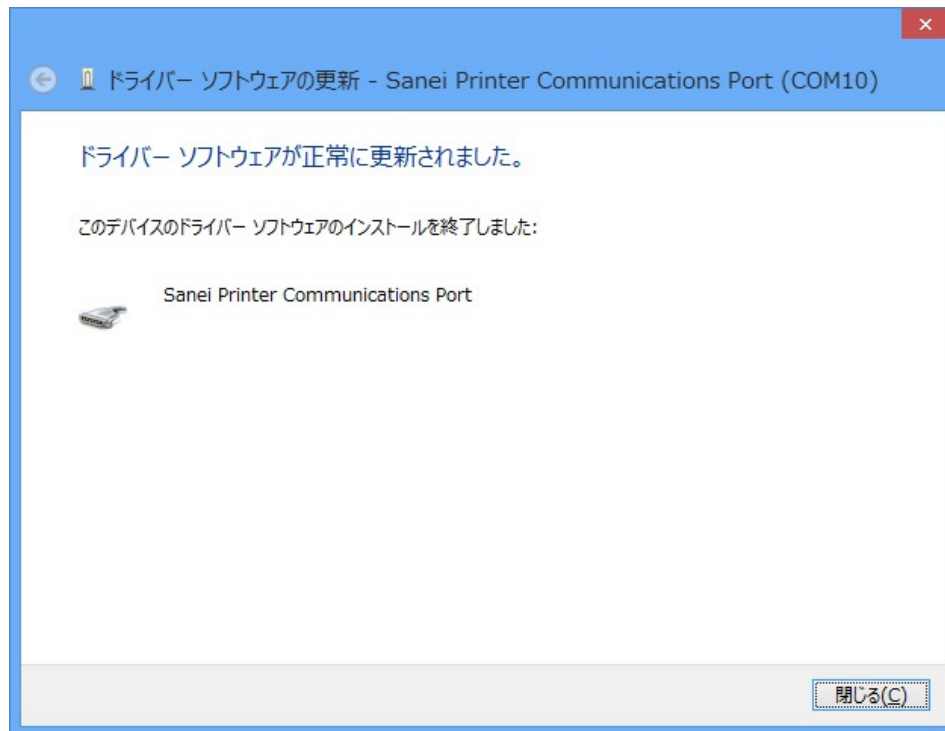 ドライバー ソフトウェアの更新 - Sanei Printer Communications Port (COM10)
ドライバー ソフトウェアが正常に更新されました。
このデバイスのドライバー ソフトウェアのインストールを終了しました:
Sanei Printer Communications Port
閉じる(C)